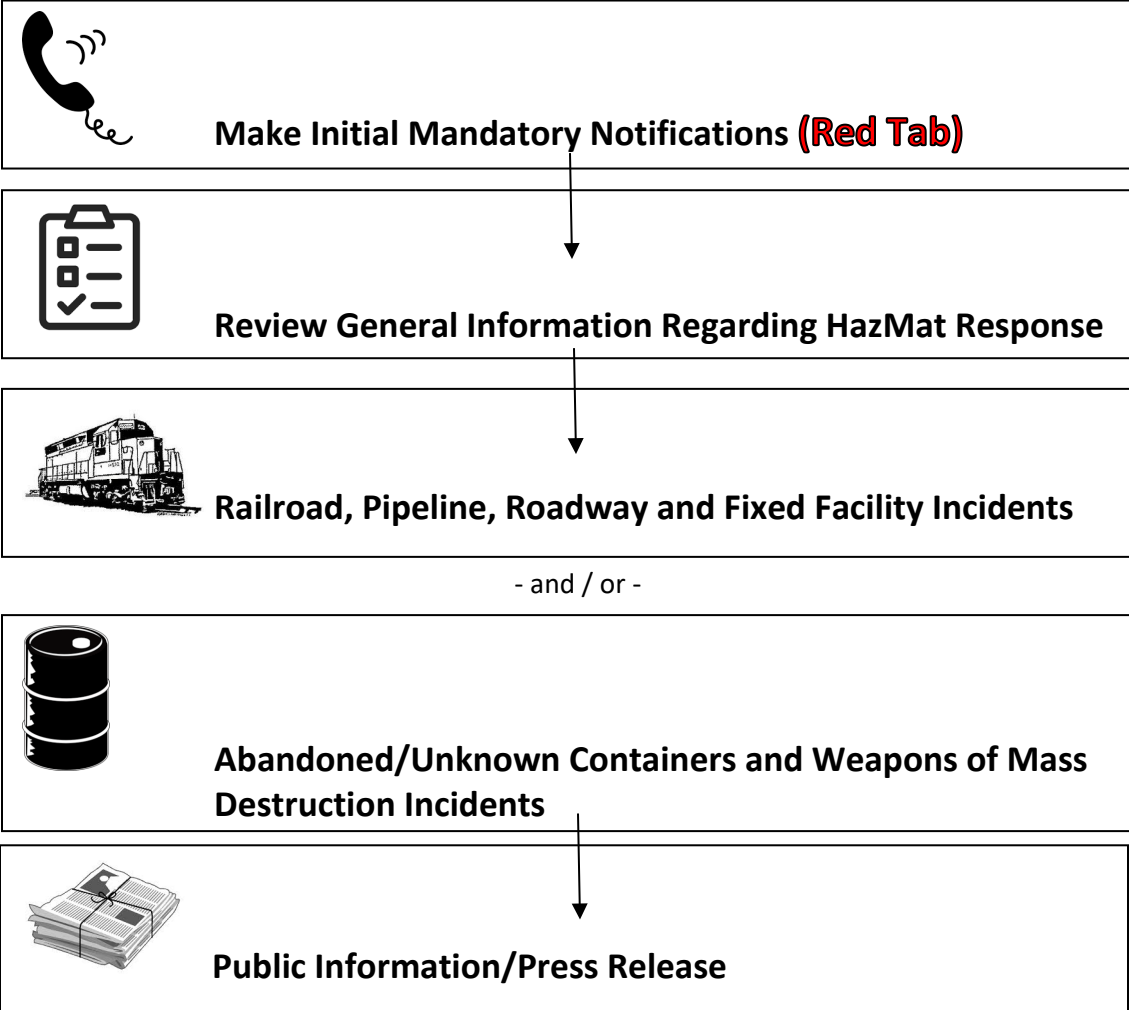 Make Initial Mandatory Notifications (Red Tab)
Review General Information Regarding HazMat Response
Railroad, Pipeline, Roadway and Fixed Facility Incidents
- and / or -
Abandoned/Unknown Containers and Weapons of Mass
Destruction Incidents
Public Information/Press Release